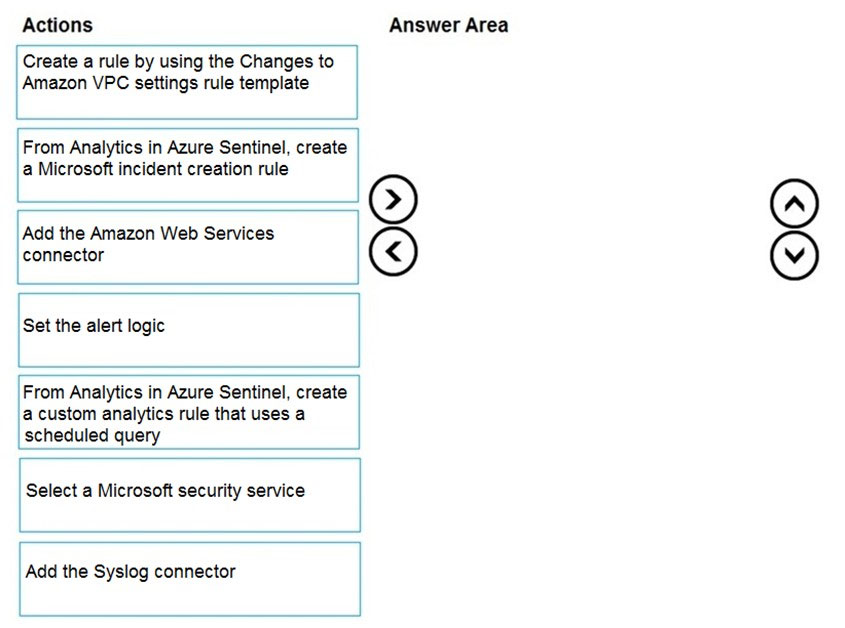 Actions
Answer Area
Create a rule by using the Changes to
Amazon VPC settings rule template
From Analytics in Azure Sentinel, create
a Microsoft incident creation rule
Add the Amazon Web Services
connector
Set the alert logic
From Analytics in Azure Sentinel, create
a custom analytics rule that uses a
scheduled query
Select a Microsoft security service
Add the Syslog connector